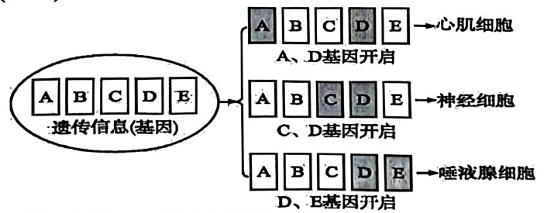 A B C D E
心肌细胞
A、D基因开启
A B C D E
遗传信息(基因)
A B C D E
神经细胞
C、D基因开启
A B C D E
唾液腺细胞
D、E基因开启